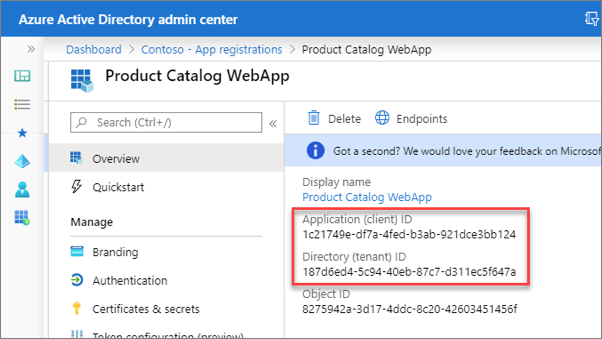 Azure Active Directory admin center
Dashboard > Contoso - App registrations > Product Catalog WebApp
Product Catalog WebApp
Search (Ctrl+/)
Overview
Quickstart
Manage
Branding
Authentication
Certificates & secrets
Token configuration (preview)
Delete
Endpoints
Got a second? We would love your feedback on Microsof
Display name
Product Catalog WebApp
Application (client) ID
1c21749e-df7a-4fed-b3ab-921dce3bb124
Directory (tenant) ID
187d6ed4-5c94-40eb-87c7-d311ec5f647a
Object ID
8275942a-3d17-4ddc-8c20-42603451456f